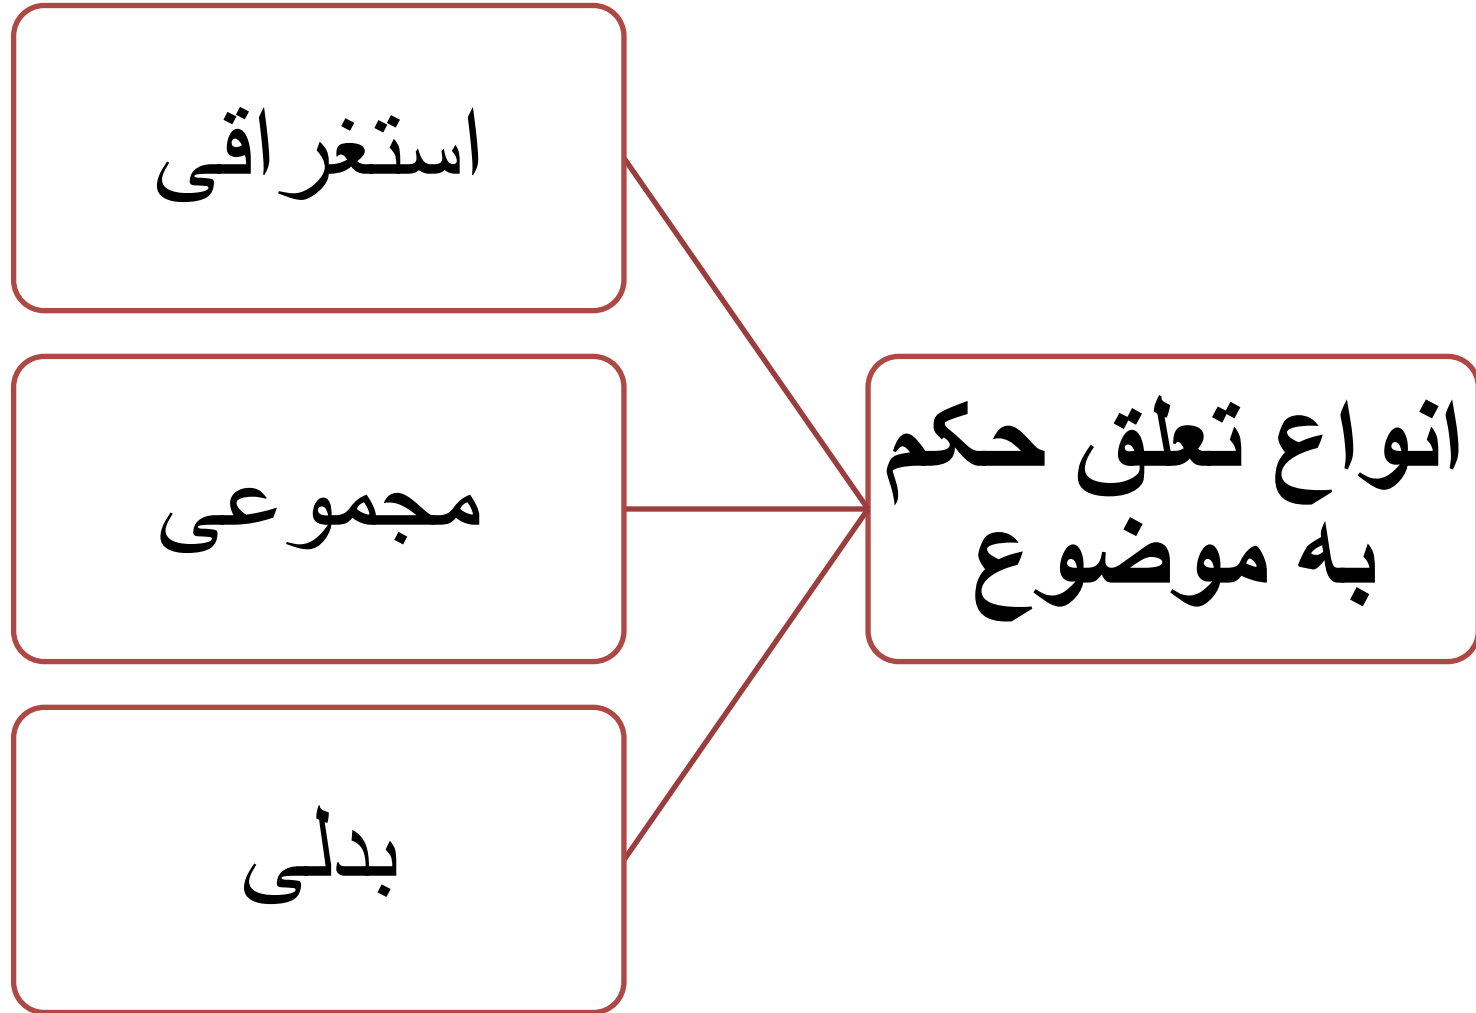 انواع تعلق حکم
به موضوع
استغراقی
مجموعی
بدلی